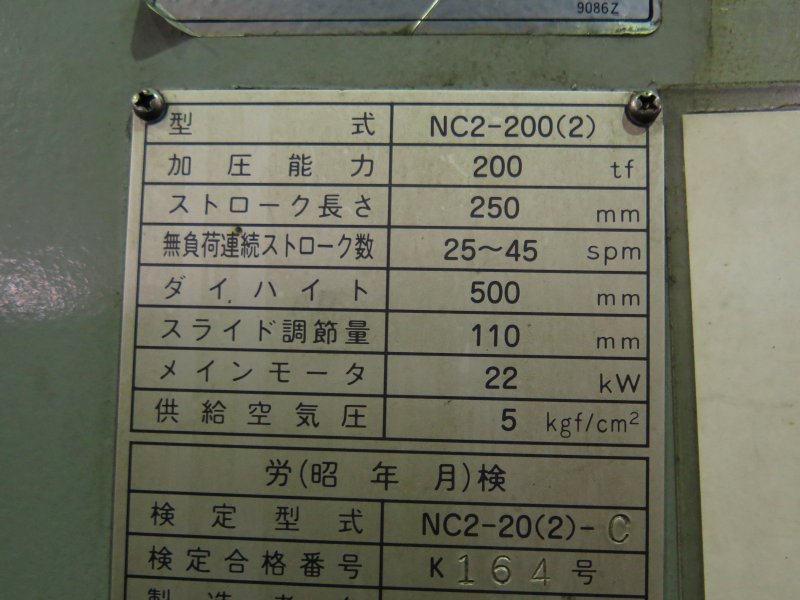 9086Z
型式 NC2-200(2)
加圧能力 200 tf
ストローク長さ 250 mm
無負荷連続ストローク数 25〜45 spm
ダイハイト 500 mm
スライド調節量 110 mm
メインモータ 22 kW
供給空気圧 5 kgf/cm²
労(昭 年 月)検
検定型式 NC2-20(2)-C
検定合格番号 K164号